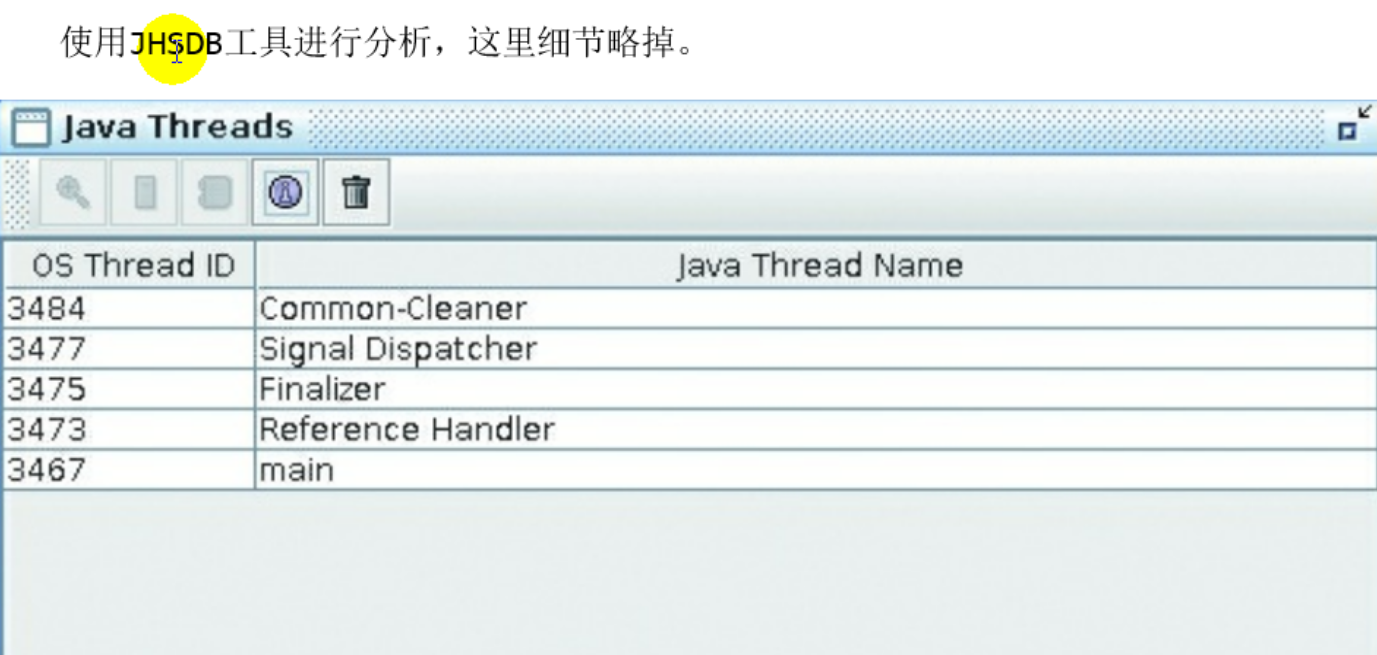 使用JHSDB工具进行分析，这里细节略掉。
Java Threads
OS Thread ID Java Thread Name
3484 Common-Cleaner
3477 Signal Dispatcher
3475 Finalizer
3473 Reference Handler
3467 main